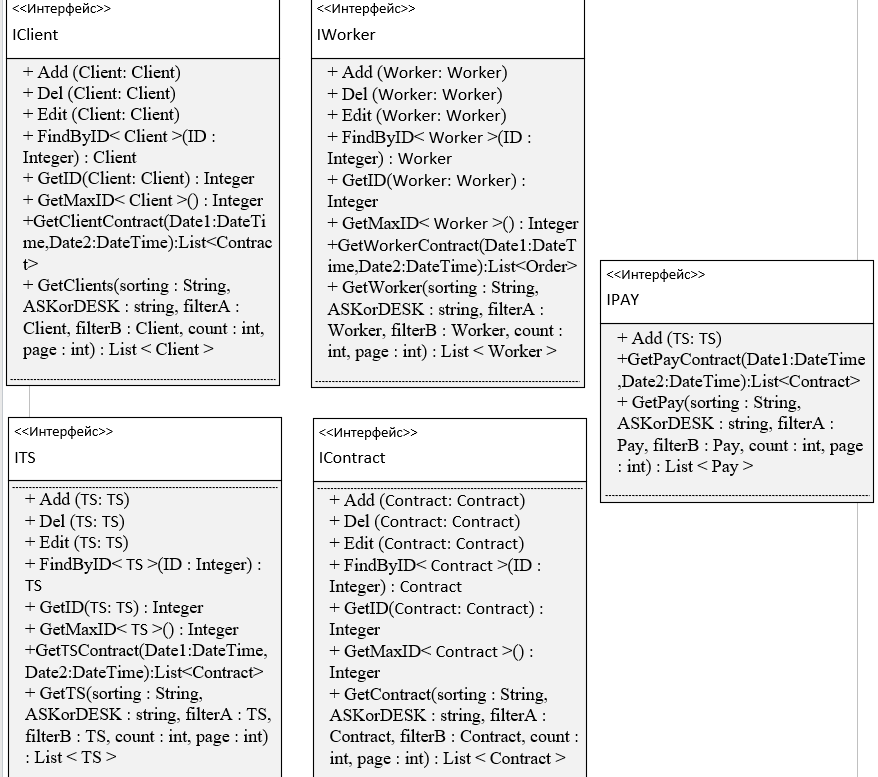 <<Интерфейс>>
IClient
+ Add (Client: Client)
+ Del (Client: Client)
+ Edit (Client: Client)
+ FindByID< Client >(ID :
Integer) : Client
+ GetID(Client: Client) : Integer
+ GetMaxID< Client >() : Integer
+GetClientContract(Date1:DateTi
me,Date2:DateTime):List<Contrac
t>
+ GetClients(sorting : String,
ASKorDESK : string, filterA :
Client, filterB : Client, count : int,
page : int) : List < Client >
<<Интерфейс>>
IWorker
+ Add (Worker: Worker)
+ Del (Worker: Worker)
+ Edit (Worker: Worker)
+ FindByID< Worker >(ID :
Integer) : Worker
+ GetID(Worker: Worker) :
Integer
+ GetMaxID< Worker >() : Integer
+GetWorkerContract(Date1:DateT
ime,Date2:DateTime):List<Order>
+ GetWorker(sorting : String,
ASKorDESK : string, filterA :
Worker, filterB : Worker, count :
int, page : int) : List < Worker >
<<Интерфейс>>
IPAY
+ Add (TS: TS)
+GetPayContract(Date1:DateTime
,Date2:DateTime):List<Contract>
+ GetPay(sorting : String,
ASKorDESK : string, filterA :
Pay, filterB : Pay, count : int, page
: int) : List < Pay >
<<Интерфейс>>
ITS
+ Add (TS: TS)
+ Del (TS: TS)
+ Edit (TS: TS)
+ FindByID< TS >(ID : Integer) :
TS
+ GetID(TS: TS) : Integer
+ GetMaxID< TS >() : Integer
+GetTSContract(Date1:DateTime,
Date2:DateTime):List<Contract>
+ GetTS(sorting : String,
ASKorDESK : string, filterA : TS,
filterB : TS, count : int, page : int)
: List < TS >
<<Интерфейс>>
IContract
+ Add (Contract: Contract)
+ Del (Contract: Contract)
+ Edit (Contract: Contract)
+ FindByID< Contract >(ID :
Integer) : Contract
+ GetID(Contract: Contract) :
Integer
+ GetMaxID< Contract >() :
Integer
+ GetContract(sorting : String,
ASKorDESK : string, filterA :
Contract, filterB : Contract, count :
int, page : int) : List < Contract >